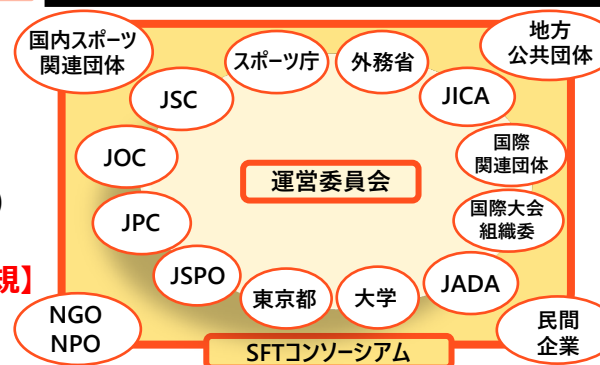 国内スポーツ
関連団体
スポーツ庁
外務省
地方
公共団体
JSC
JICA
JOC
国際
関連団体
運営委員会
)
JPC
国際大会
組織委
規】
JSPO
JADA
東京都
大学
NGO
NPO
民間
企業
SFTコンソーシアム